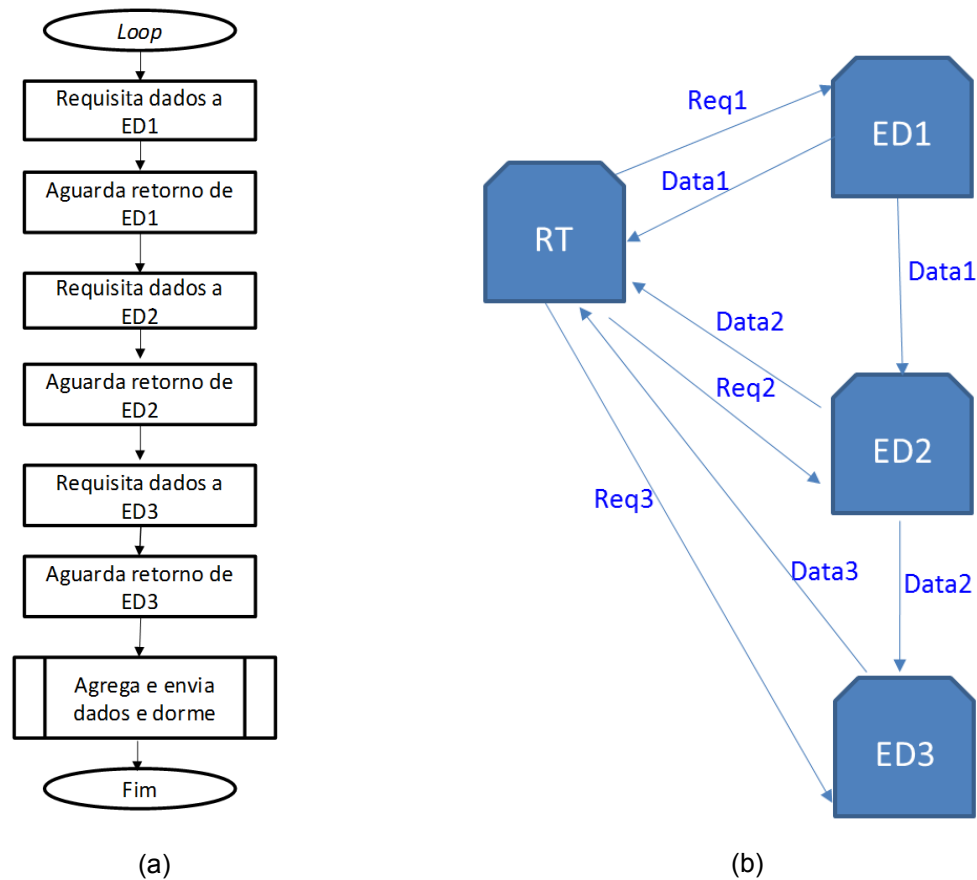 Loop
Requisita dados a
ED1
Aguarda retorno de
ED1
Requisita dados a
ED2
Aguarda retorno de
ED2
Requisita dados a
ED3
Aguarda retorno de
ED3
Agrega e envia
dados e dorme
Fim
(a)
Req1
ED1
Data1
RT
Data1
Data2
Req2
ED2
Req3
Data3
Data2
ED3
(b)